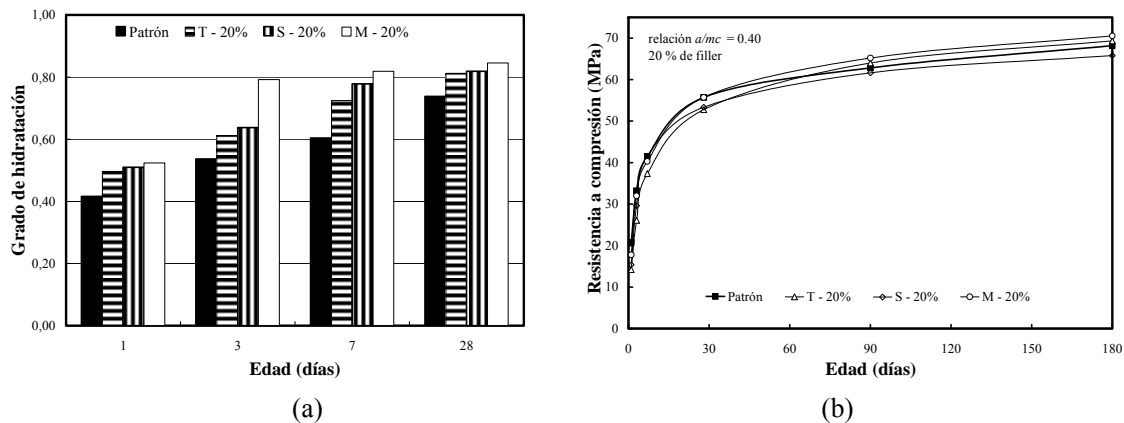 1,00
0,80
0,60
0,40
0,20
0,00
Grado de hidratación
Patrón T - 20% S - 20% M - 20%
1 3 7 28
Edad (días)
(a)
70
60
50
40
30
20
10
0
Resistencia a compresión (MPa)
relación a/mc = 0.40
20 % de filler
Patrón T - 20% S - 20% M - 20%
0 30 60 90 120 150 180
Edad (días)
(b)